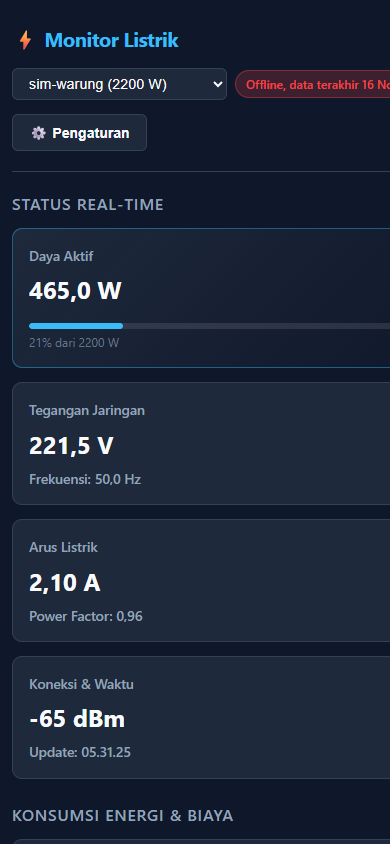 Monitor Listrik
sim-warung (2200 W)
Offline, data terakhir 16
Pengaturan
STATUS REAL-TIME
Daya Aktif
465,0 W
21% dari 2200 W
Tegangan Jaringan
221,5 V
Frekuensi: 50,0 Hz
Arus Listrik
2,10 A
Power Factor: 0,96
Koneksi & Waktu
-65 dBm
Update: 05.31.25
KONSUMSI ENERGI & BIAYA